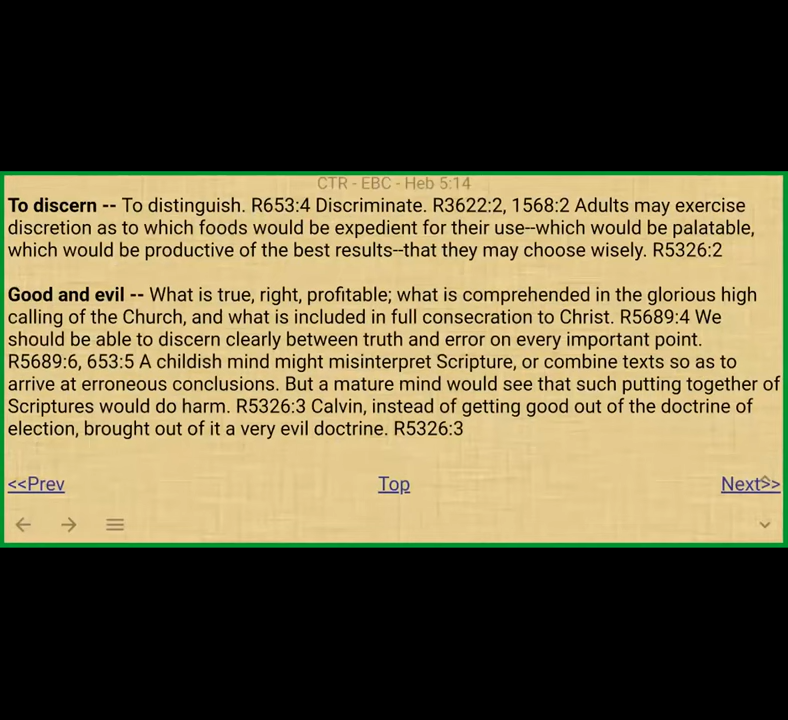 CTR - EBC - Heb 5:14
To discern -- To distinguish. R653:4 Discriminate. R3622:2, 1568:2 Adults may exercise
discretion as to which foods would be expedient for their use--which would be palatable,
which would be productive of the best results--that they may choose wisely. R5326:2
Good and evil -- What is true, right, profitable; what is comprehended in the glorious high
calling of the Church, and what is included in full consecration to Christ. R5689:4 We
should be able to discern clearly between truth and error on every important point.
R5689:6, 653:5 A childish mind might misinterpret Scripture, or combine texts so as to
arrive at erroneous conclusions. But a mature mind would see that such putting together of
Scriptures would do harm. R5326:3 Calvin, instead of getting good out of the doctrine of
election, brought out of it a very evil doctrine. R5326:3
<<Prev Top Next>>